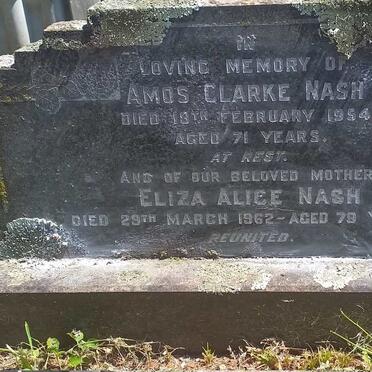 IN
LOVING MEMORY OF
AMOS CLARKE NASH
DIED 18TH FEBRUARY 1954
AGED 71 YEARS.
AT REST.
AND OF OUR BELOVED MOTHER
ELIZA ALICE NASH
DIED 29TH MARCH 1962-AGED 79 Y
REUNITED.